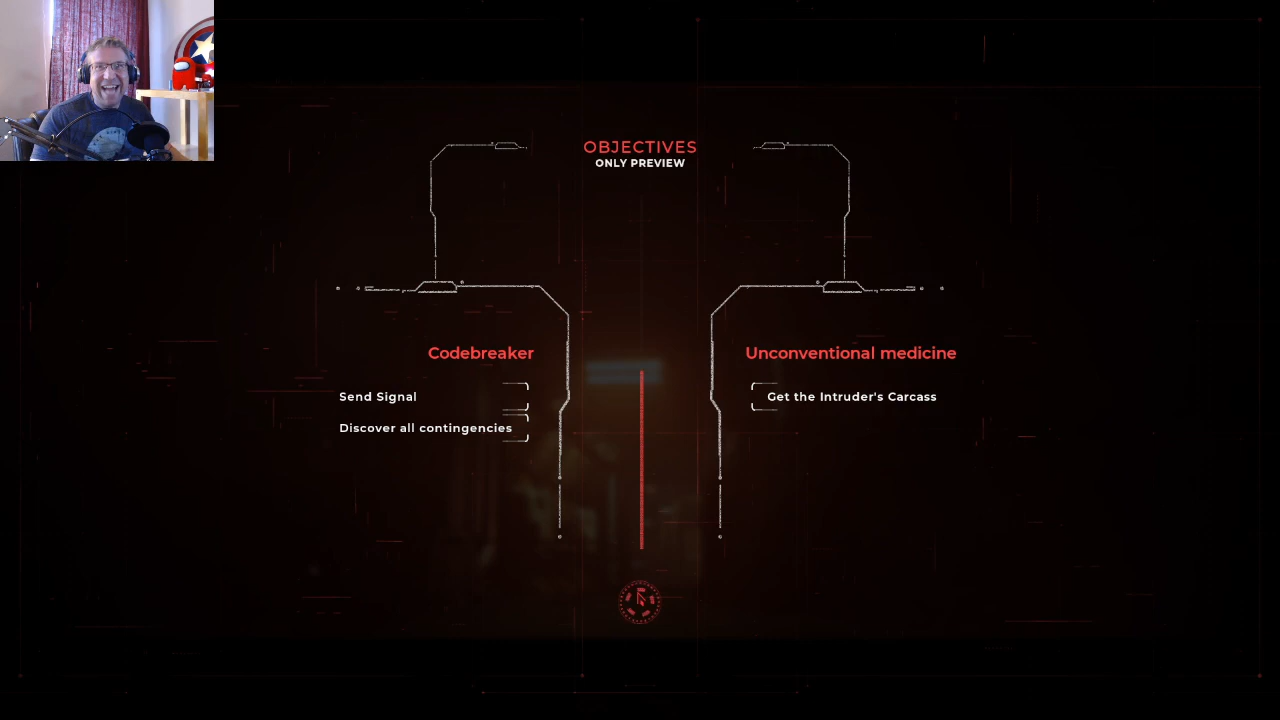 OBJECTIVES
ONLY PREVIEW
Codebreaker
Send Signal
Discover all contingencies
Unconventional medicine
Get the Intruder's Carcass